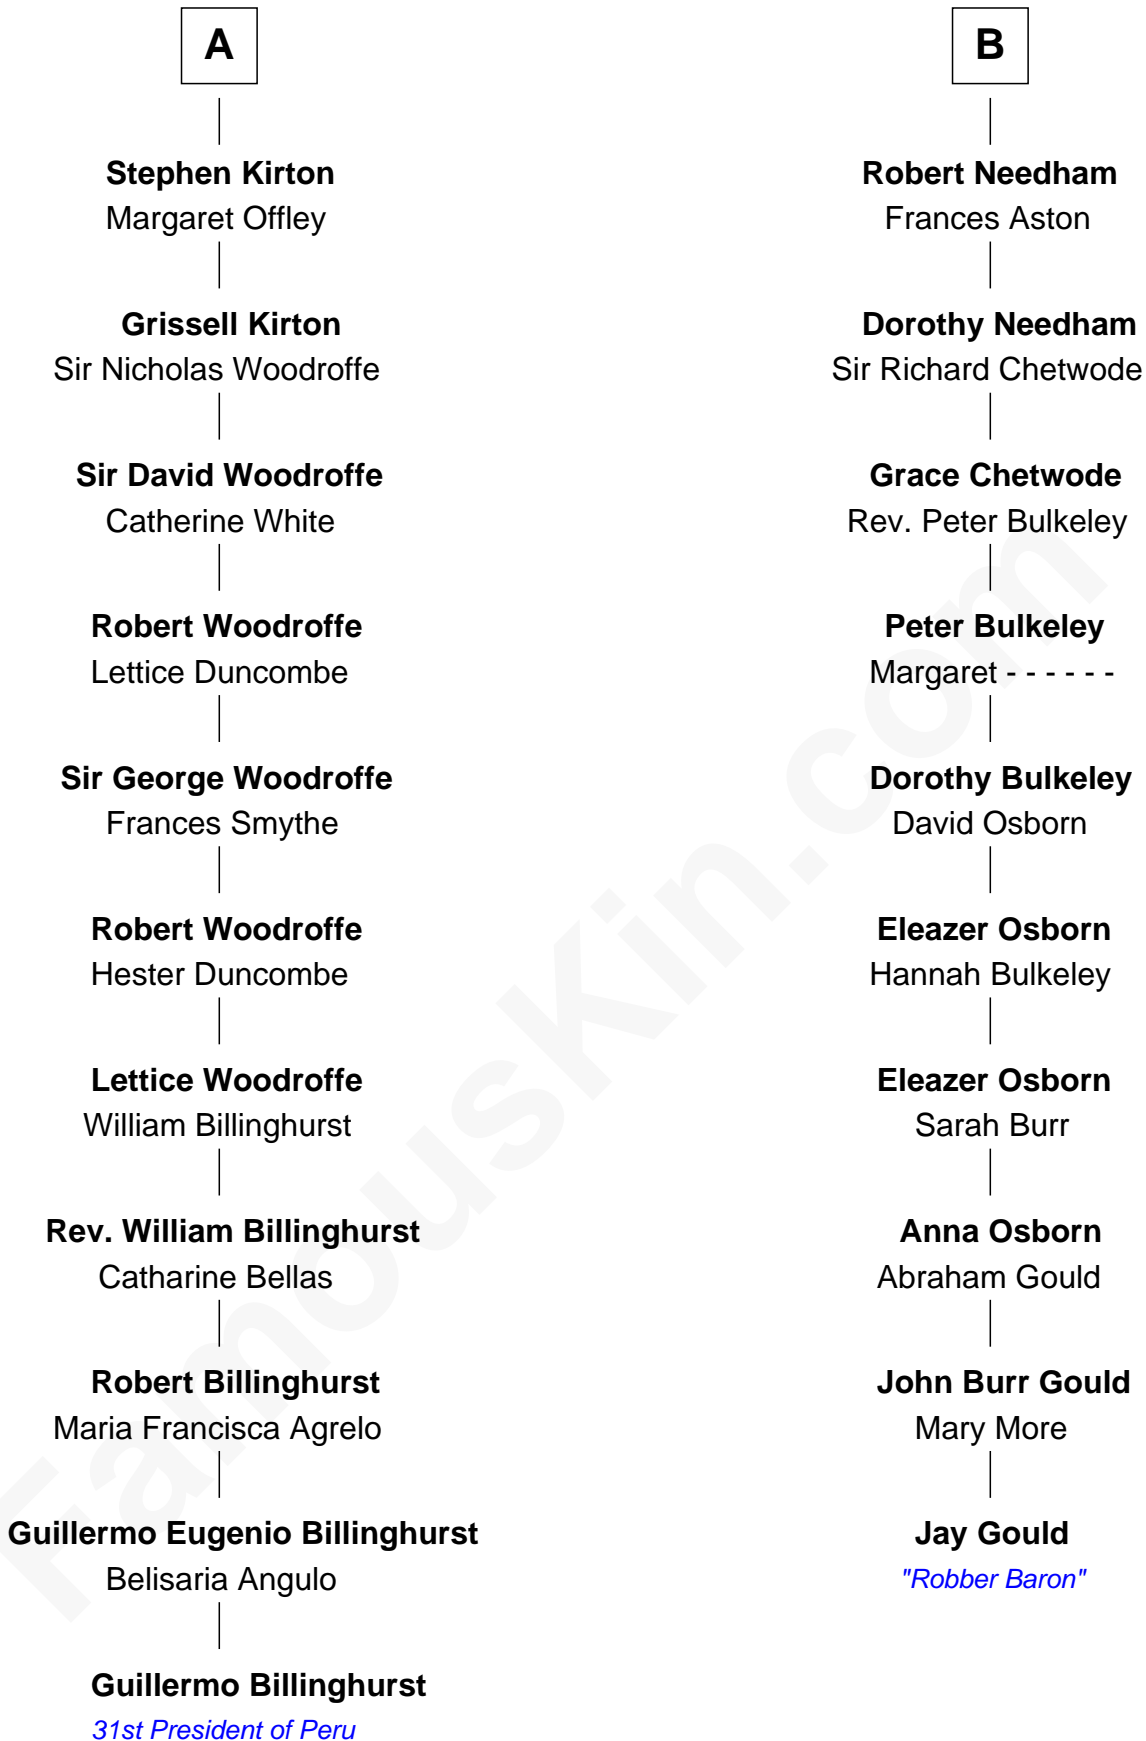 A
Stephen Kirton
Margaret Offley
Grissell Kirton
Sir Nicholas Woodroffe
Sir David Woodroffe
Catherine White
Robert Woodroffe
Lettice Duncombe
Sir George Woodroffe
Frances Smythe
Robert Woodroffe
Hester Duncombe
Lettice Woodroffe
William Billinghurst
Rev. William Billinghurst
Catharine Bellas
Robert Billinghurst
Maria Francisca Agrelo
Guillermo Eugenio Billinghurst
Belisaria Angulo
Guillermo Billinghurst
31st President of Peru
B
Robert Needham
Frances Aston
Dorothy Needham
Sir Richard Chetwode
Grace Chetwode
Rev. Peter Bulkeley
Peter Bulkeley
Margaret - - - - - -
Dorothy Bulkeley
David Osborn
Eleazer Osborn
Hannah Bulkeley
Eleazer Osborn
Sarah Burr
Anna Osborn
Abraham Gould
John Burr Gould
Mary More
Jay Gould
"Robber Baron"
FamousKin.com